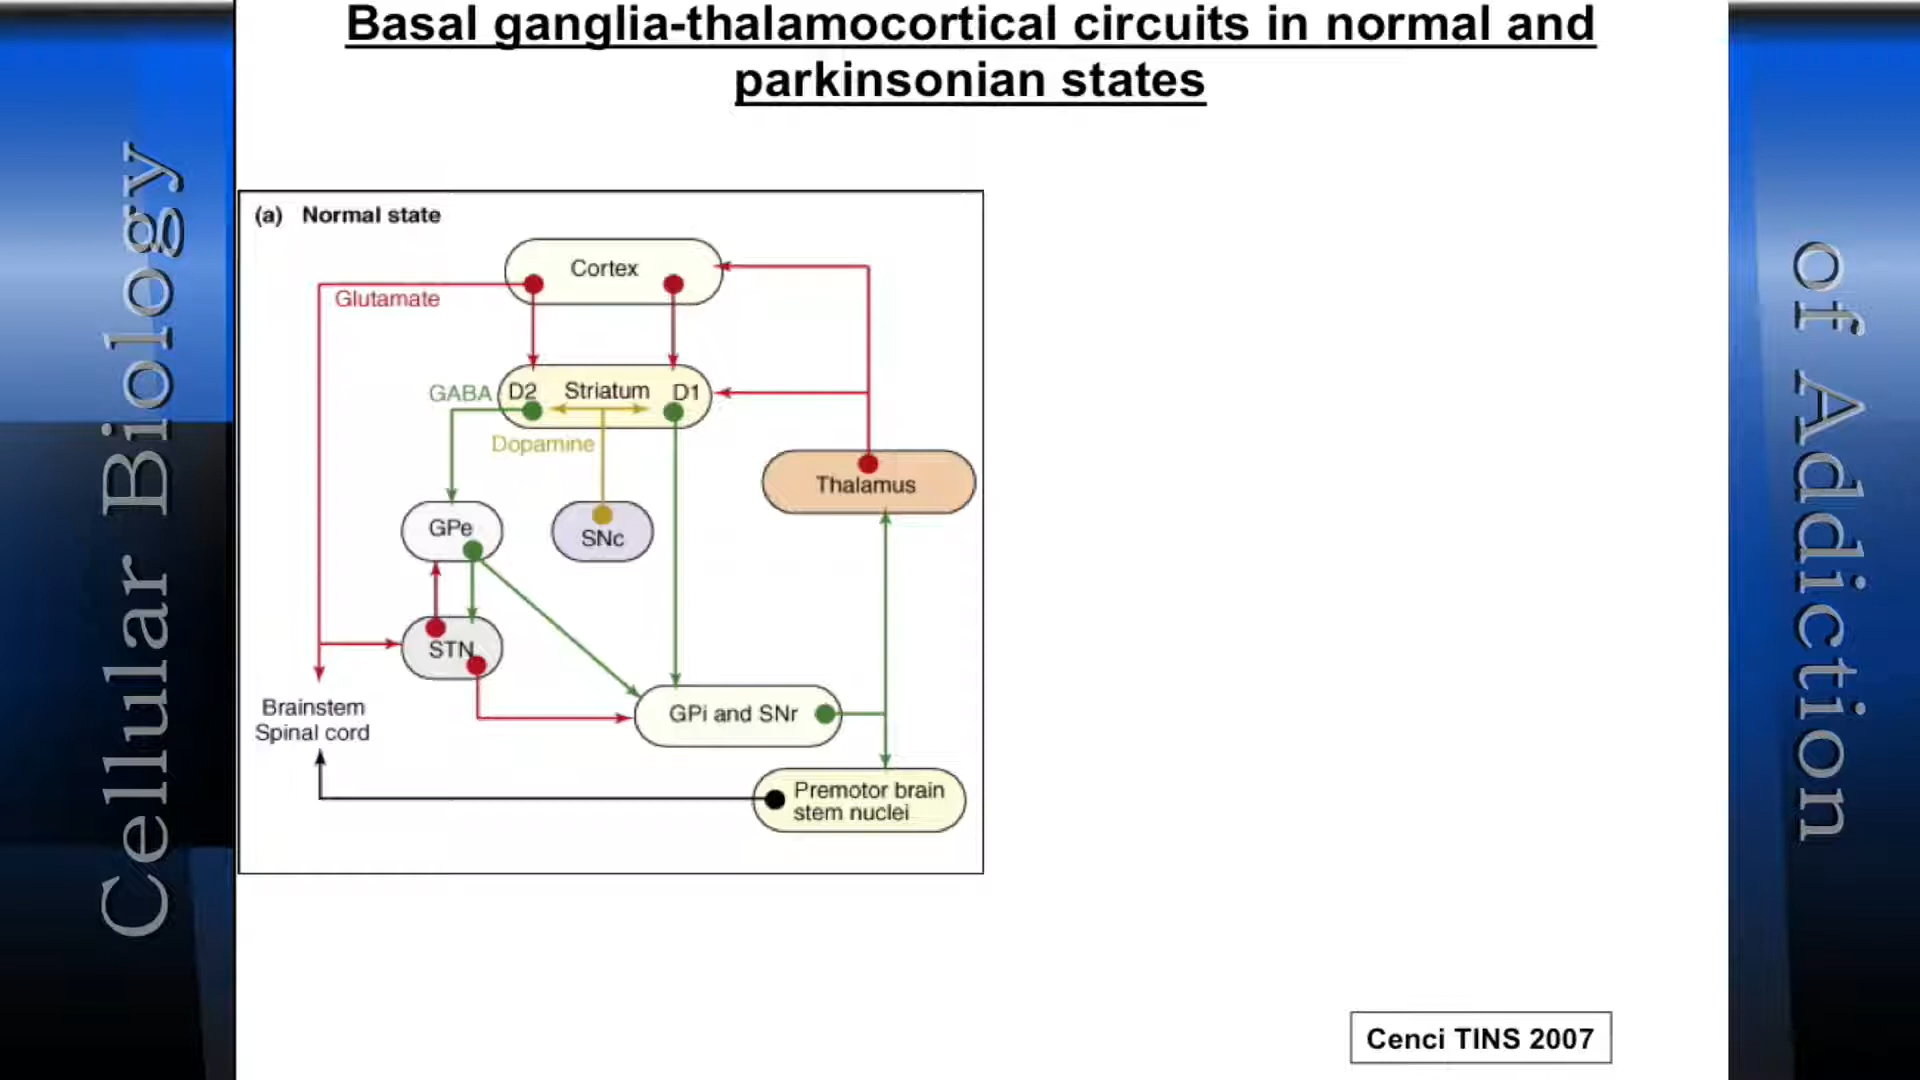 Basal ganglia-thalamocortical circuits in normal and
parkinsonian states
Cellular Biology
of Addiction
(a) Normal state
Cortex
Glutamate
GABA
D2
Striatum
D1
Dopamine
Thalamus
GPe
SNc
STN
Brainstem
Spinal cord
GPi and SNr
Premotor brain
stem nuclei
Cenci TINS 2007